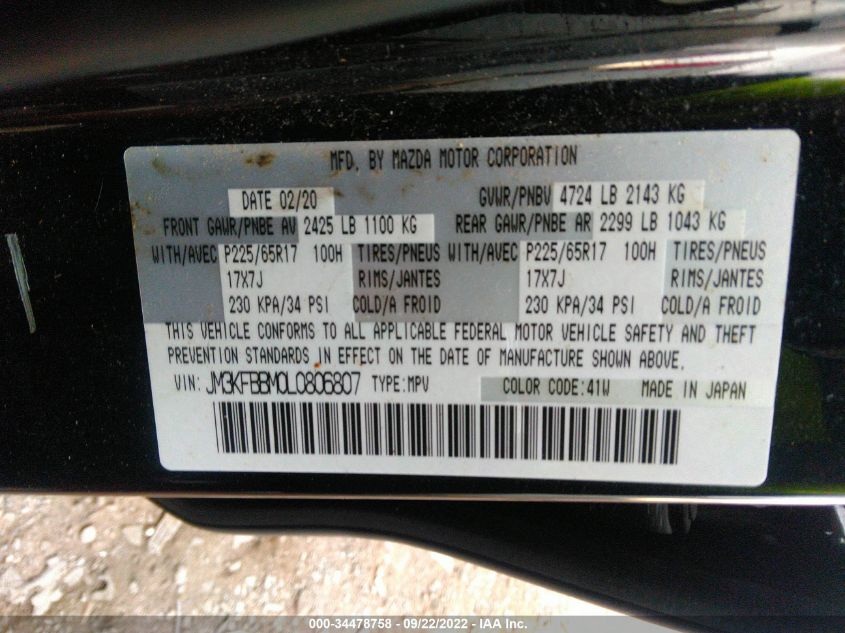 MFD. BY MAZDA MOTOR CORPORATION
DATE 02/20 GVWR/PNBV 4724 LB 2143 KG
FRONT GAWR/PNBE AV 2425 LB 1100 KG REAR GAWR/PNBE AR 2299 LB 1043 KG
WITH/AVEC P225/65R17 100H TIRES/PNEUS WITH/AVEC P225/65R17 100H TIRES/PNEUS
17X7J RIMS/JANTES 17X7J RIMS/JANTES
230 KPA/34 PSI COLD/A FROID 230 KPA/34 PSI COLD/A FROID
THIS VEHICLE CONFORMS TO ALL APPLICABLE FEDERAL MOTOR VEHICLE SAFETY AND THEFT
PREVENTION STANDARDS IN EFFECT ON THE DATE OF MANUFACTURE SHOWN ABOVE.
VIN: JM3KFBBM0L0806807 TYPE:MPV COLOR CODE:41W MADE IN JAPAN
000-34478758 - 09/22/2022 - IAA Inc.